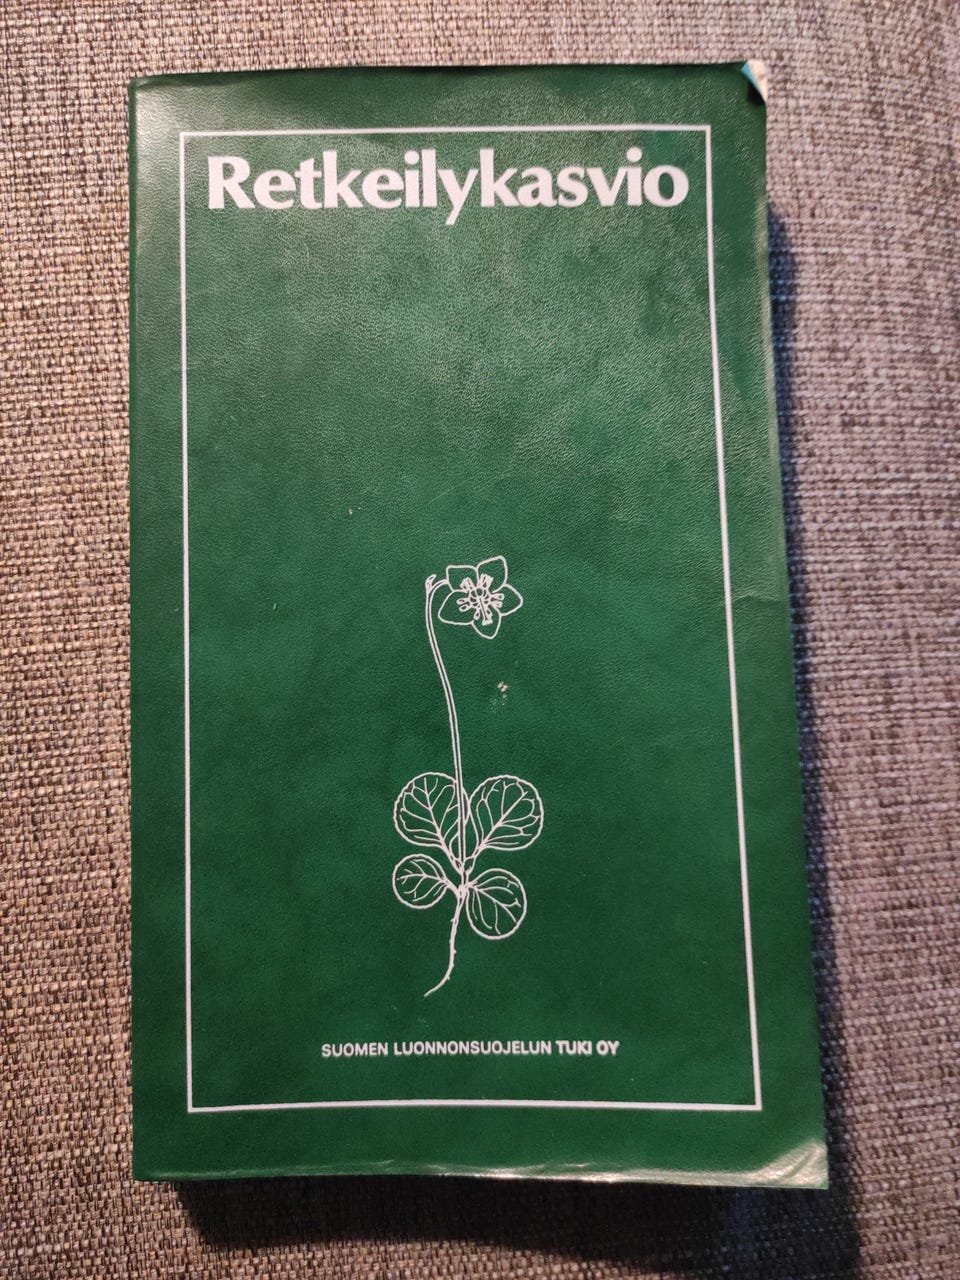 Retkeilykasvio
SUOMEN LUONNONSUOJELUN TUKI OY